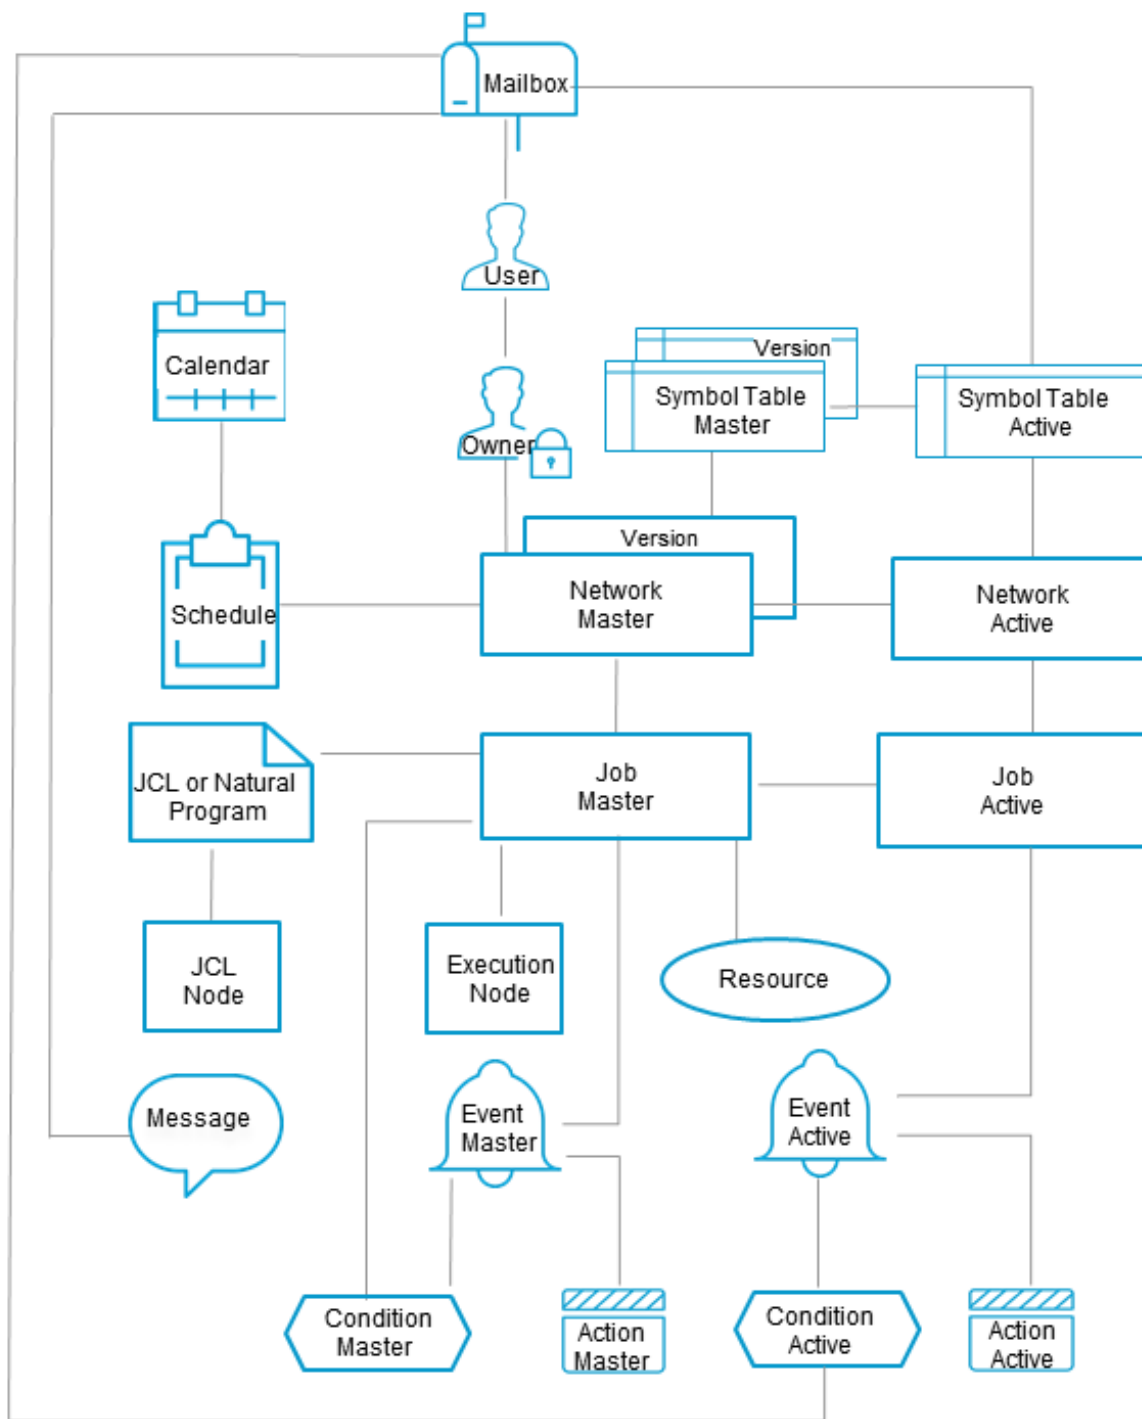 Mailbox
User
Calendar
Version
Symbol Table
Master
Symbol Table
Active
Owner
Version
Network
Master
Network
Active
Schedule
JCL or Natural
Program
Job
Master
Job
Active
JCL
Node
Execution
Node
Resource
Message
Event
Master
Event
Active
Condition
Master
Action
Master
Condition
Active
Action
Active